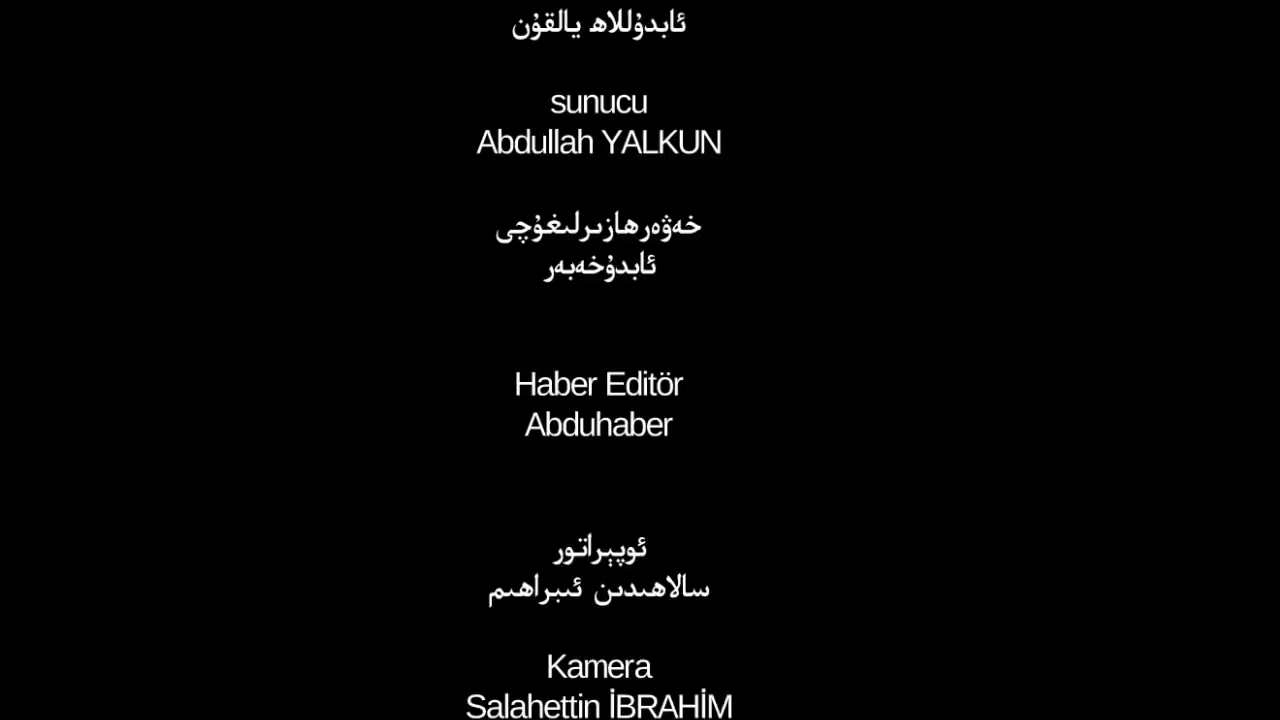 ئابدۇللاھ يالقۇن
sunucu
Abdullah YALKUN
خەۋەرھازىرلىغۇچى
ئابدۇخەبەر
Haber Editör
Abduhaber
ئوپېراتور
سالاھىدىن ئىبراھىم
Kamera
Salahettin İBRAHİM